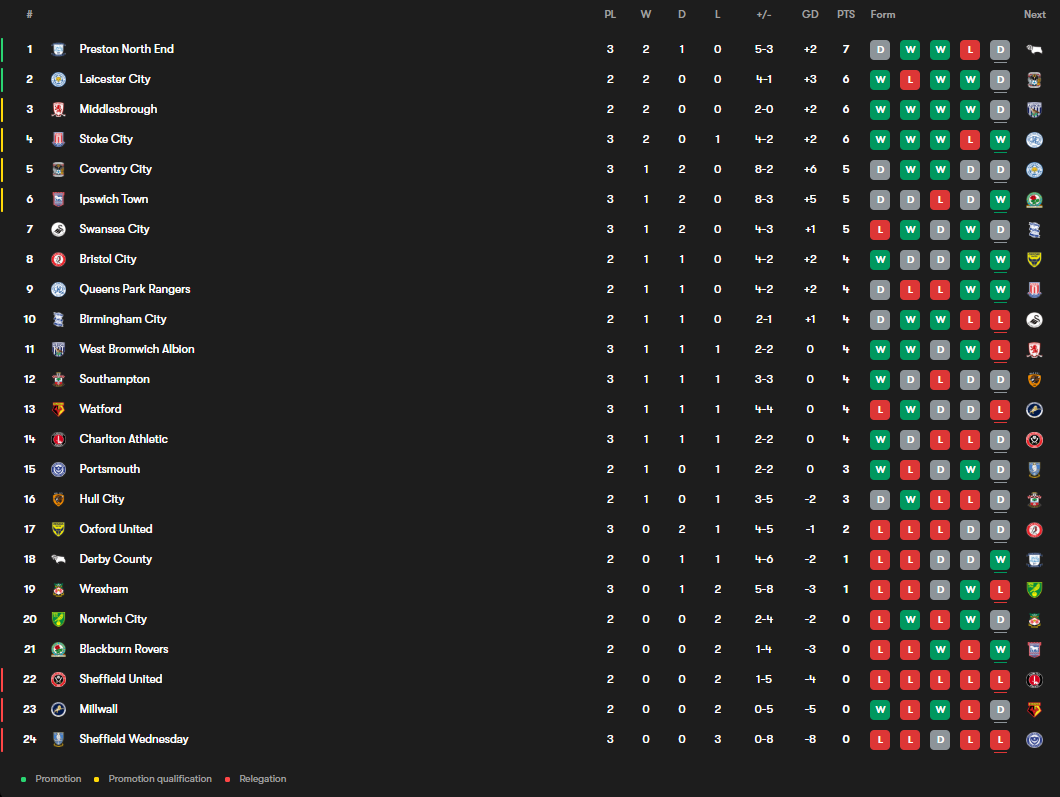 # PL W D L +/- GD PTS Form Next
1 Preston North End 3 2 1 0 5-3 +2 7 D W W L D
2 Leicester City 2 2 0 0 4-1 +3 6 W L W W D
3 Middlesbrough 2 2 0 0 2-0 +2 6 W W W W D
4 Stoke City 3 2 0 1 4-2 +2 6 W W W L W
5 Coventry City 3 1 2 0 8-2 +6 5 D W W D D
6 Ipswich Town 3 1 2 0 8-3 +5 5 D D L D W
7 Swansea City 3 1 2 0 4-3 +1 5 L W D W D
8 Bristol City 2 1 1 0 4-2 +2 4 W D D W W
9 Queens Park Rangers 2 1 1 0 4-2 +2 4 D L L W W
10 Birmingham City 2 1 1 0 2-1 +1 4 D W W L L
11 West Bromwich Albion 3 1 1 1 2-2 0 4 W W D W L
12 Southampton 3 1 1 1 3-3 0 4 W D L D D
13 Watford 3 1 1 1 4-4 0 4 L W D D L
14 Charlton Athletic 3 1 1 1 2-2 0 4 W D L L D
15 Portsmouth 2 1 0 1 2-2 0 3 W L D W D
16 Hull City 2 1 0 1 3-5 -2 3 D W L L D
17 Oxford United 3 0 2 1 4-5 -1 2 L L L D D
18 Derby County 2 0 1 1 4-6 -2 1 L L D D W
19 Wrexham 3 0 1 2 5-8 -3 1 L L D W L
20 Norwich City 2 0 0 2 2-4 -2 0 L W L W D
21 Blackburn Rovers 2 0 0 2 1-4 -3 0 L L W L W
22 Sheffield United 2 0 0 2 1-5 -4 0 L L L L L
23 Millwall 2 0 0 2 0-5 -5 0 W L W L D
24 Sheffield Wednesday 3 0 0 3 0-8 -8 0 L L D L L
Promotion Promotion qualification Relegation